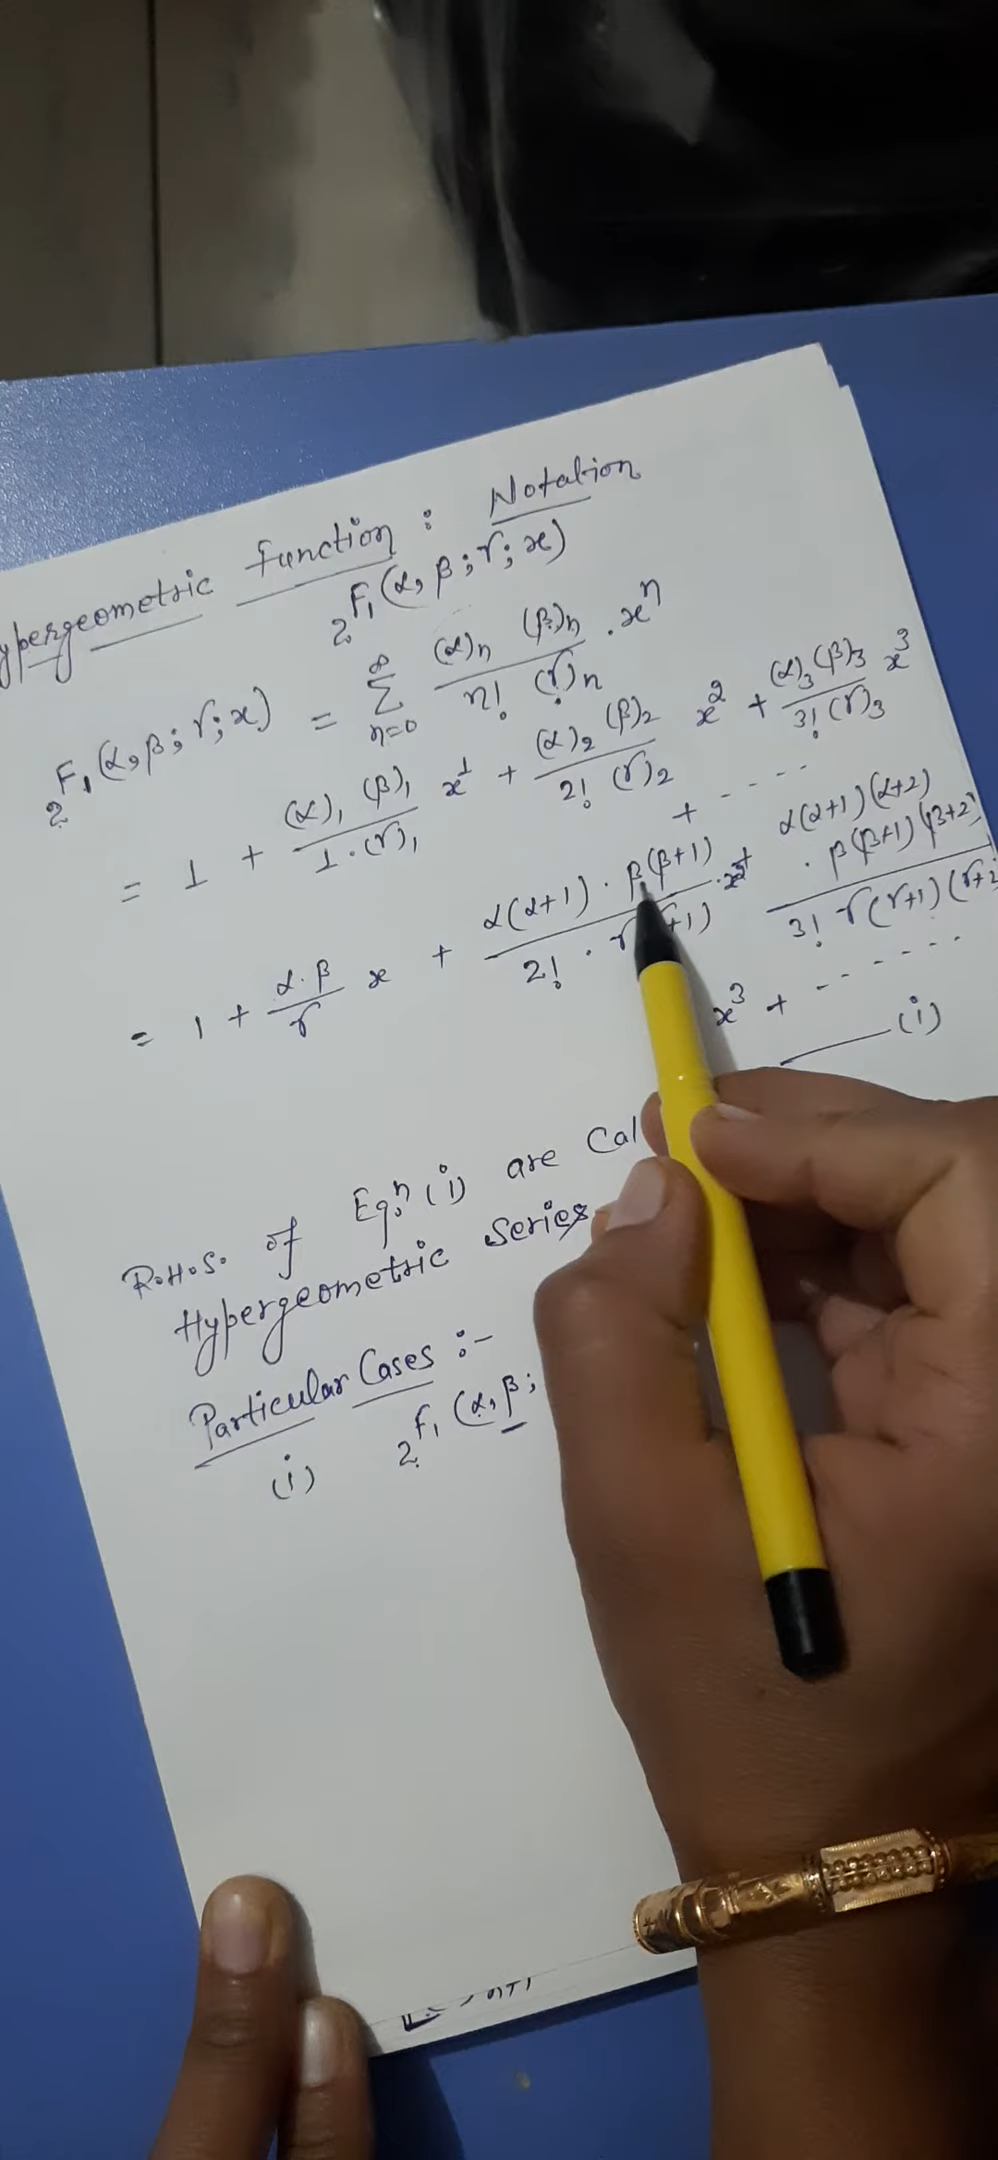 ypergeometric function : Notation
₂F₁(α, β; γ; x)
₂F₁(α, β; γ; x) = ∞ Σ n=0 (α)n (β)n / n! (γ)n . xⁿ
= 1 + (α)₁ (β)₁ / 1·(γ)₁ x¹ + (α)₂ (β)₂ / 2! (γ)₂ x² + (α)₃ (β)₃ / 3! (γ)₃ x³
+ - - - -
= 1 + α·β / γ x + α(α+1) · β(β+1) / 2! · γ +1) · x² + α(α+1)(α+2) · β(β+1)(β+2) / 3! γ(γ+1)(γ+2
x³ + - - - - - -
—— (i)
R.H.S. of Eqⁿ (i) are Cal
Hypergeometric Series
Particular Cases :-
(i) ₂F₁ (α, β;